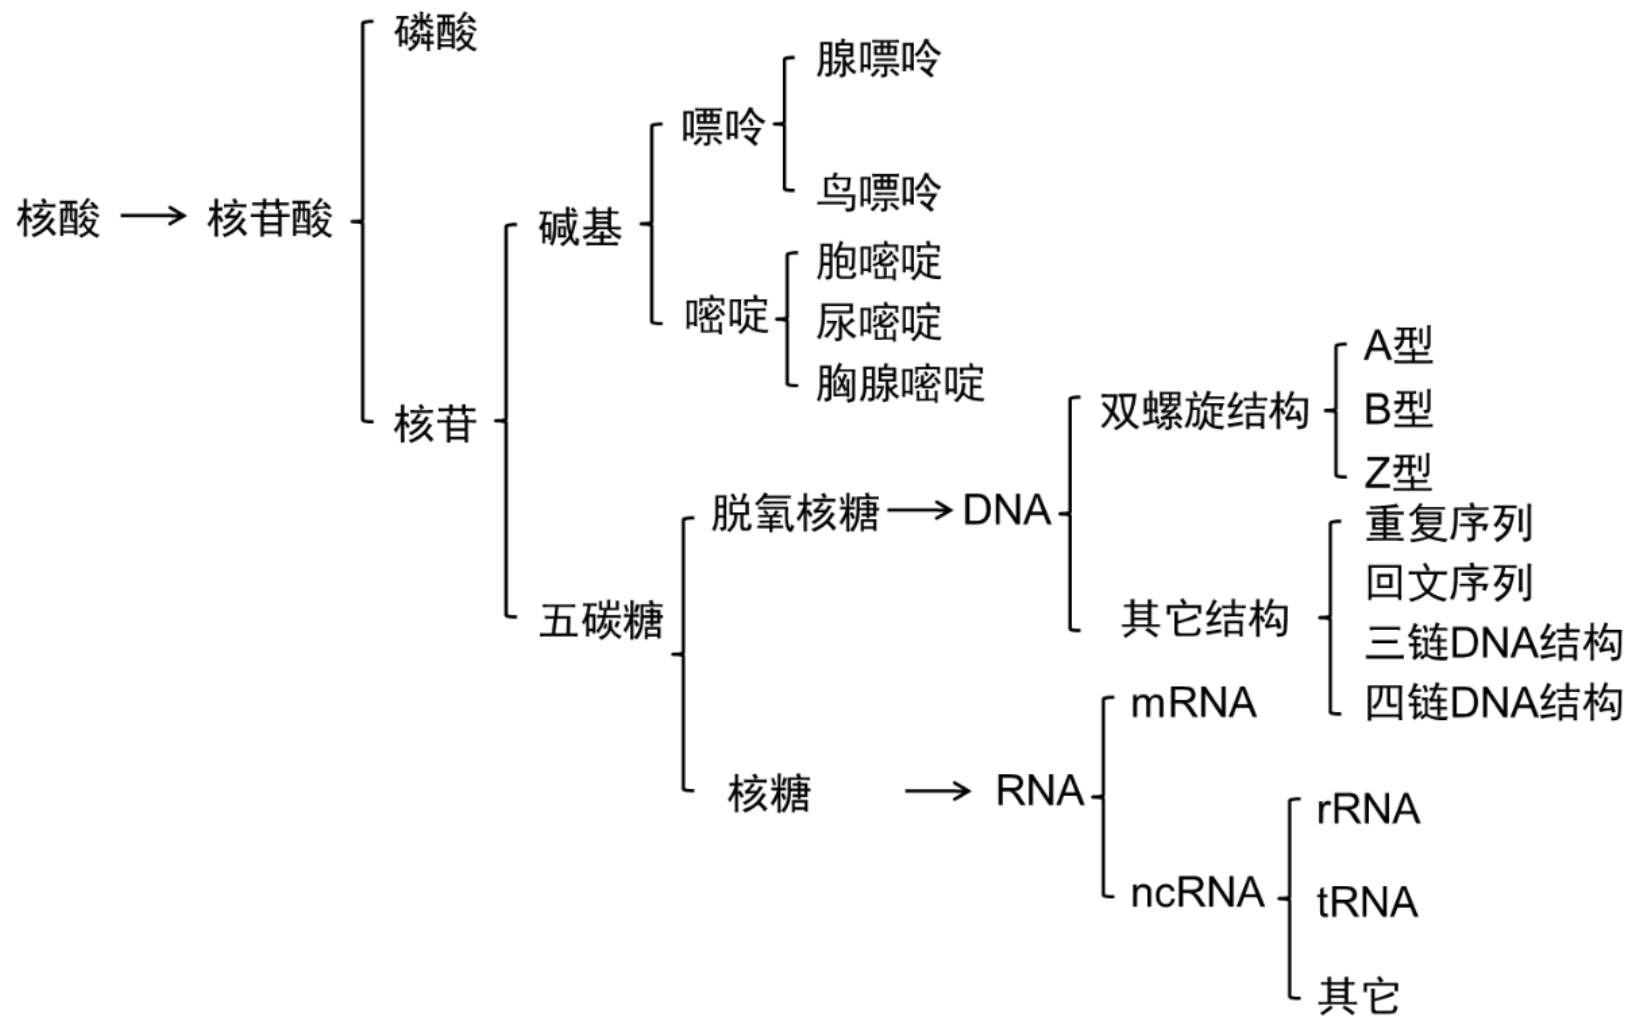 磷酸
腺嘌呤
嘌呤
鸟嘌呤
核酸 → 核苷酸
碱基
胞嘧啶
嘧啶
尿嘧啶
胸腺嘧啶
核苷
A型
双螺旋结构
B型
Z型
脱氧核糖 → DNA
重复序列
回文序列
五碳糖
其它结构
三链DNA结构
四链DNA结构
mRNA
核糖 → RNA
rRNA
ncRNA
tRNA
其它